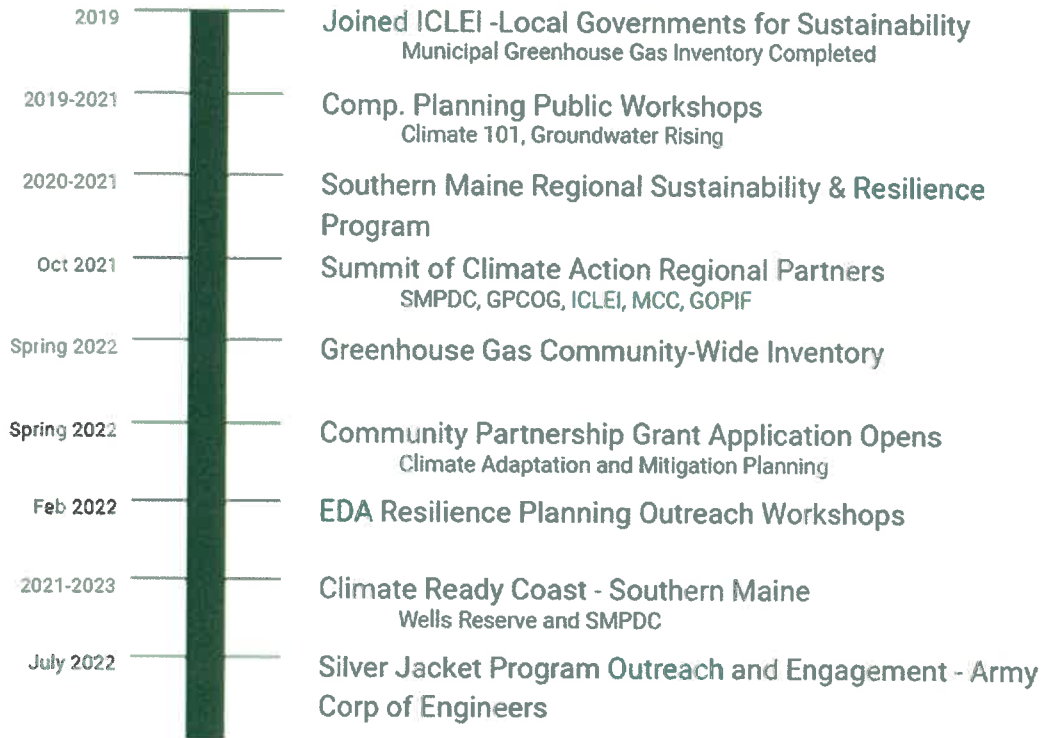 2019
Joined ICLEI -Local Governments for Sustainability
Municipal Greenhouse Gas Inventory Completed
2019-2021
Comp. Planning Public Workshops
Climate 101, Groundwater Rising
2020-2021
Southern Maine Regional Sustainability & Resilience
Program
Oct 2021
Summit of Climate Action Regional Partners
SMPDC, GPCOG, ICLEI, MCC, GOPIF
Spring 2022
Greenhouse Gas Community-Wide Inventory
Spring 2022
Community Partnership Grant Application Opens
Climate Adaptation and Mitigation Planning
Feb 2022
EDA Resilience Planning Outreach Workshops
2021-2023
Climate Ready Coast - Southern Maine
Wells Reserve and SMPDC
July 2022
Silver Jacket Program Outreach and Engagement - Army
Corp of Engineers